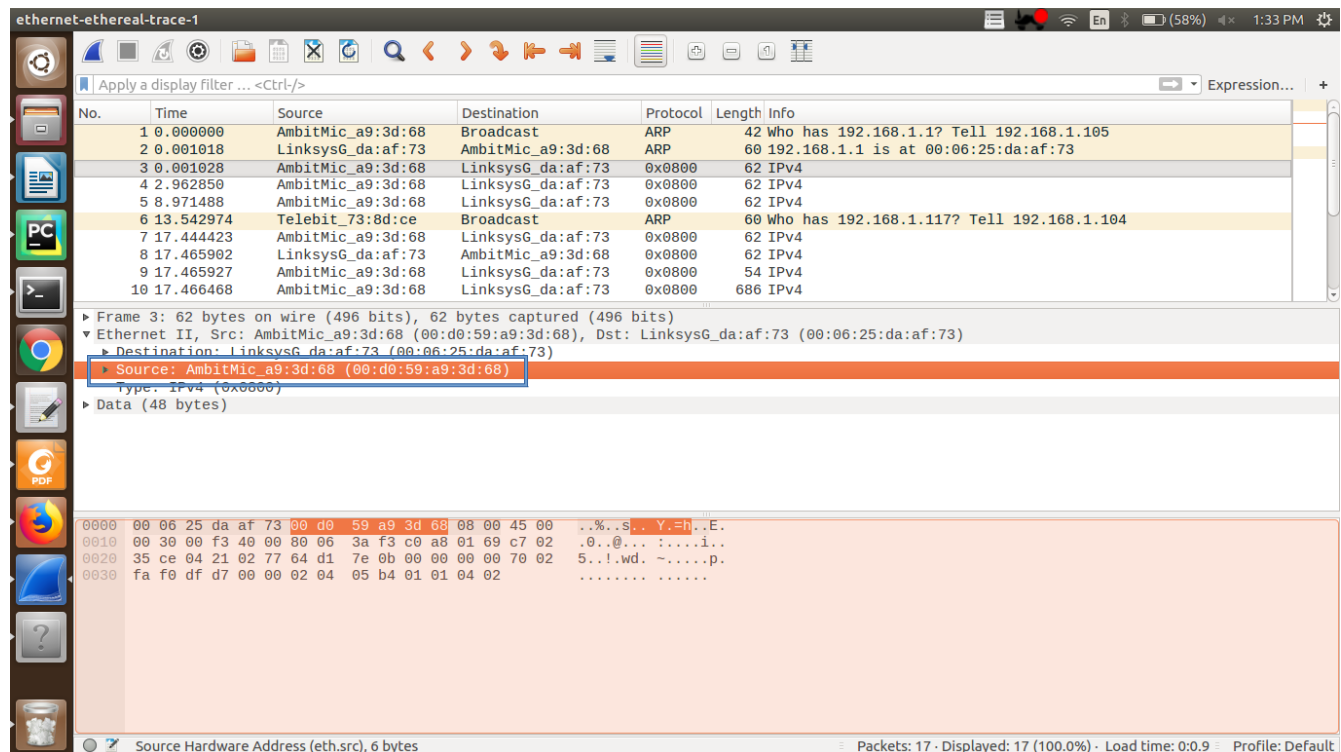 ethernet-ethereal-trace-1 En (58%) 1:33 PM
Apply a display filter … <Ctrl-/> Expression… +
No. Time Source Destination Protocol Length Info
1 0.000000 AmbitMic_a9:3d:68 Broadcast ARP 42 Who has 192.168.1.1? Tell 192.168.1.105
2 0.001018 LinksysG_da:af:73 AmbitMic_a9:3d:68 ARP 60 192.168.1.1 is at 00:06:25:da:af:73
3 0.001028 AmbitMic_a9:3d:68 LinksysG_da:af:73 0x0800 62 IPv4
4 2.962850 AmbitMic_a9:3d:68 LinksysG_da:af:73 0x0800 62 IPv4
5 8.971488 AmbitMic_a9:3d:68 LinksysG_da:af:73 0x0800 62 IPv4
6 13.542974 Telebit_73:8d:ce Broadcast ARP 60 Who has 192.168.1.117? Tell 192.168.1.104
7 17.444423 AmbitMic_a9:3d:68 LinksysG_da:af:73 0x0800 62 IPv4
8 17.465902 LinksysG_da:af:73 AmbitMic_a9:3d:68 0x0800 62 IPv4
9 17.465927 AmbitMic_a9:3d:68 LinksysG_da:af:73 0x0800 54 IPv4
10 17.466468 AmbitMic_a9:3d:68 LinksysG_da:af:73 0x0800 686 IPv4
Frame 3: 62 bytes on wire (496 bits), 62 bytes captured (496 bits)
Ethernet II, Src: AmbitMic_a9:3d:68 (00:d0:59:a9:3d:68), Dst: LinksysG_da:af:73 (00:06:25:da:af:73)
Destination: LinksysG_da:af:73 (00:06:25:da:af:73)
Source: AmbitMic_a9:3d:68 (00:d0:59:a9:3d:68)
Type: IPv4 (0x0800)
Data (48 bytes)
0000 00 06 25 da af 73 00 d0 59 a9 3d 68 08 00 45 00 ..%..s.. Y.=h..E.
0010 00 30 00 f3 40 00 80 06 3a f3 c0 a8 01 69 c7 02 .0..@... :....i..
0020 35 ce 04 21 02 77 64 d1 7e 0b 00 00 00 00 70 02 5..!.wd. ~.....p.
0030 fa f0 df d7 00 00 02 04 05 b4 01 01 04 02 ........ ......
PC
>_
PDF
?
Source Hardware Address (eth.src), 6 bytes Packets: 17 · Displayed: 17 (100.0%) · Load time: 0:0.9 Profile: Default